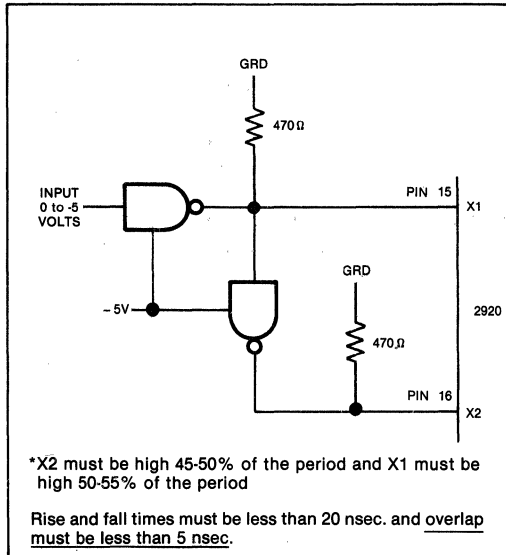 GRD
470Ω
INPUT
0 to -5
VOLTS
PIN 15
X1
GRD
- 5V
2920
470Ω
PIN 16
X2
*X2 must be high 45-50% of the period and X1 must be
high 50-55% of the period
Rise and fall times must be less than 20 nsec. and overlap
must be less than 5 nsec.